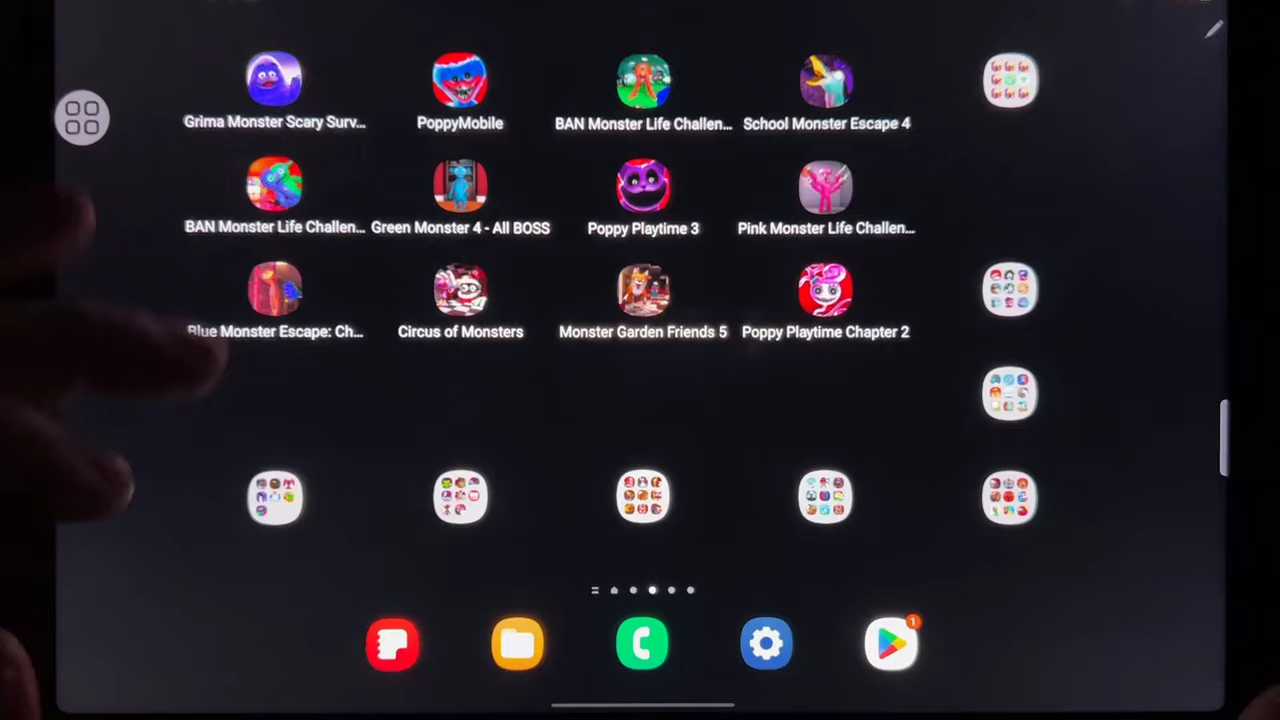 Grima Monster Scary Surv...
PoppyMobile
BAN Monster Life Challen...
School Monster Escape 4
BAN Monster Life Challen...
Green Monster 4 - All BOSS
Poppy Playtime 3
Pink Monster Life Challen...
Blue Monster Escape: Ch...
Circus of Monsters
Monster Garden Friends 5
Poppy Playtime Chapter 2
1